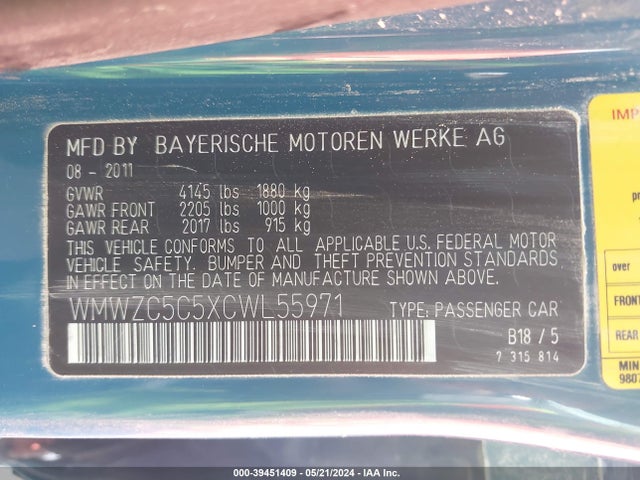 MFD BY BAYERISCHE MOTOREN WERKE AG
08 - 2011
GVWR 4145 lbs 1880 kg
GAWR FRONT 2205 lbs 1000 kg
GAWR REAR 2017 lbs 915 kg
THIS VEHICLE CONFORMS TO ALL APPLICABLE U.S. FEDERAL MOTOR
VEHICLE SAFETY, BUMPER AND THEFT PREVENTION STANDARDS
IN EFFECT ON THE DATE OF MANUFACTURE SHOWN ABOVE.
WMWZC5C5XCWL55971 TYPE: PASSENGER CAR
B18 / 5
7 315 814
IMP
over
FRONT
REAR
MIN
9807
000-39451409 - 05/21/2024 - IAA Inc.